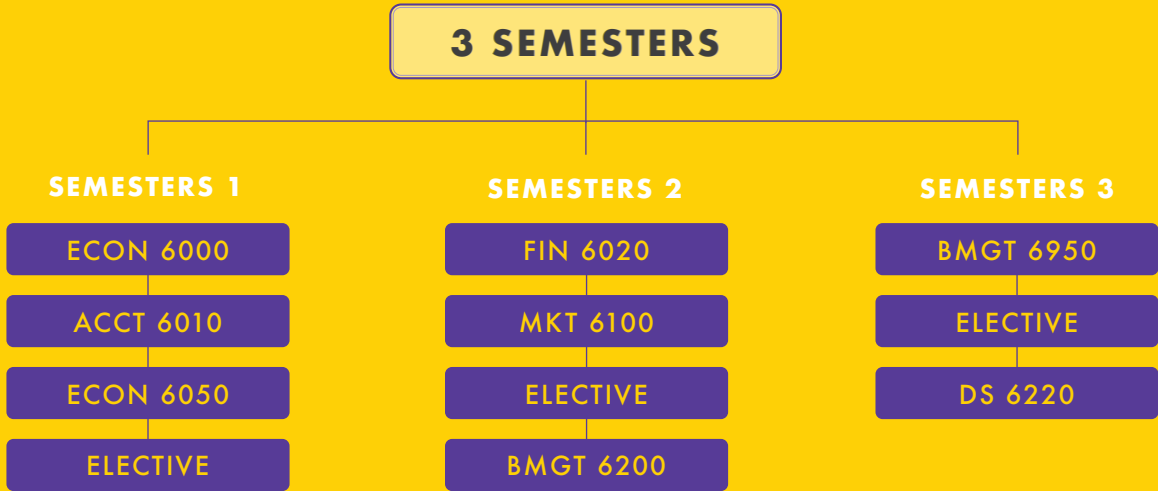 3 SEMESTERS
SEMESTERS 1
ECON 6000
ACCT 6010
ECON 6050
ELECTIVE
SEMESTERS 2
FIN 6020
MKT 6100
ELECTIVE
BMGT 6200
SEMESTERS 3
BMGT 6950
ELECTIVE
DS 6220